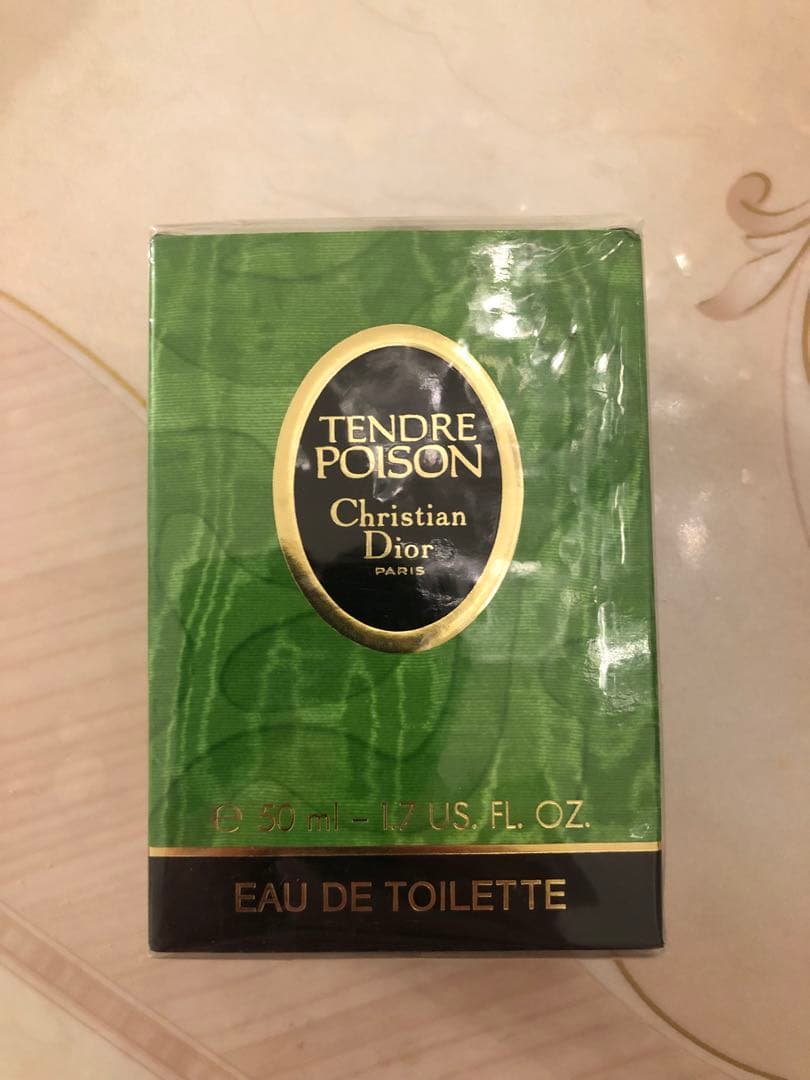 TENDRE
POISON
Christian
Dior
PARIS
℮ 50 ml - 1.7 US. FL. OZ.
EAU DE TOILETTE